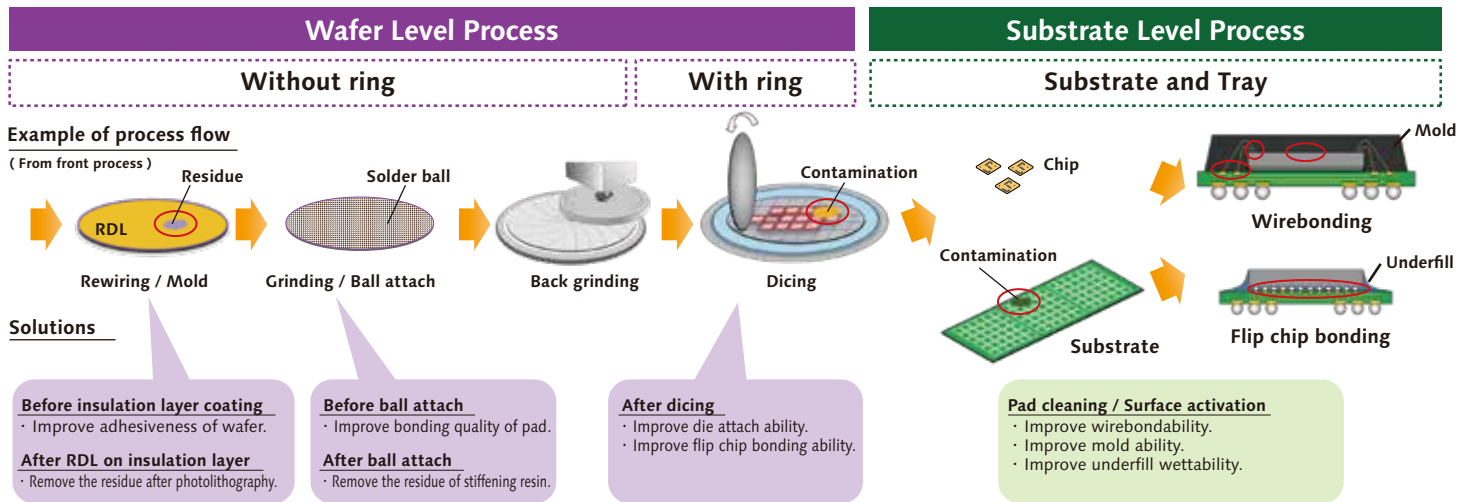 Wafer Level Process
Substrate Level Process
Without ring
With ring
Substrate and Tray
Example of process flow
( From front process )
Residue
RDL
Rewiring / Mold
Solder ball
Grinding / Ball attach
Back grinding
Contamination
Dicing
Chip
Contamination
Substrate
Mold
Wirebonding
Underfill
Flip chip bonding
Solutions
Before insulation layer coating
· Improve adhesiveness of wafer.
After RDL on insulation layer
· Remove the residue after photolithography.
Before ball attach
· Improve bonding quality of pad.
After ball attach
· Remove the residue of stiffening resin.
After dicing
· Improve die attach ability.
· Improve flip chip bonding ability.
Pad cleaning / Surface activation
· Improve wirebondability.
· Improve mold ability.
· Improve underfill wettability.